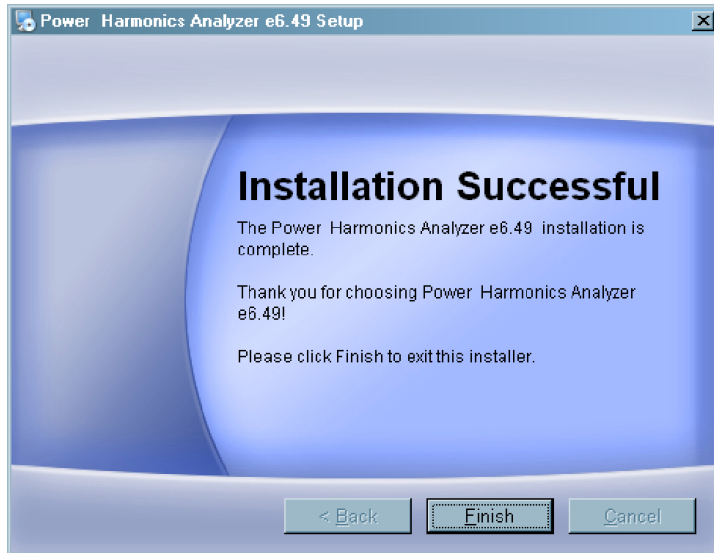 Power Harmonics Analyzer e6.49 Setup
Installation Successful
The Power Harmonics Analyzer e6.49 installation is
complete.
Thank you for choosing Power Harmonics Analyzer
e6.49!
Please click Finish to exit this installer.
< Back
Finish
Cancel